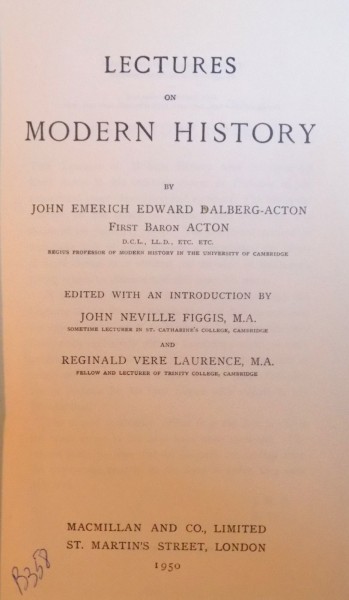 LECTURES
ON
MODERN HISTORY
BY
JOHN EMERICH EDWARD DALBERG-ACTON
FIRST BARON ACTON
D.C.L., LL.D., ETC. ETC.
REGIUS PROFESSOR OF MODERN HISTORY IN THE UNIVERSITY OF CAMBRIDGE
EDITED WITH AN INTRODUCTION BY
JOHN NEVILLE FIGGIS, M.A.
SOMETIME LECTURER IN ST. CATHARINE'S COLLEGE, CAMBRIDGE
AND
REGINALD VERE LAURENCE, M.A.
FELLOW AND LECTURER OF TRINITY COLLEGE, CAMBRIDGE
MACMILLAN AND CO., LIMITED
ST. MARTIN'S STREET, LONDON
1950
B358